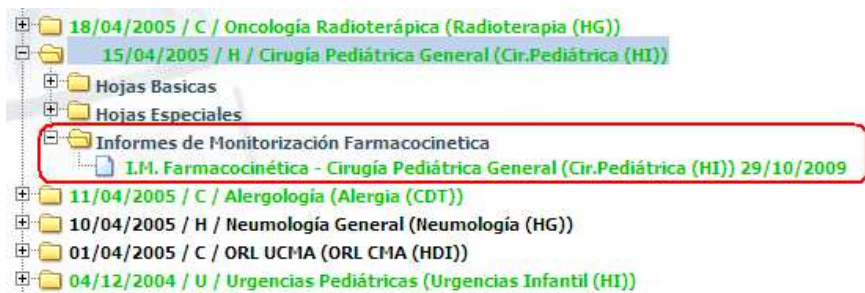 18/04/2005 / C / Oncología Radioterápica (Radioterapia (HG))
15/04/2005 / H / Cirugía Pediátrica General (Cir.Pediátrica (HI))
Hojas Basicas
Hojas Especiales
Informes de Monitorización Farmacocinetica
I.M. Farmacocinética - Cirugía Pediátrica General (Cir.Pediátrica (HI)) 29/10/2009
11/04/2005 / C / Alergología (Alergia (CDT))
10/04/2005 / H / Neumología General (Neumología (HG))
01/04/2005 / C / ORL UCMA (ORL CMA (HDI))
04/12/2004 / U / Urgencias Pediátricas (Urgencias Infantil (HI))